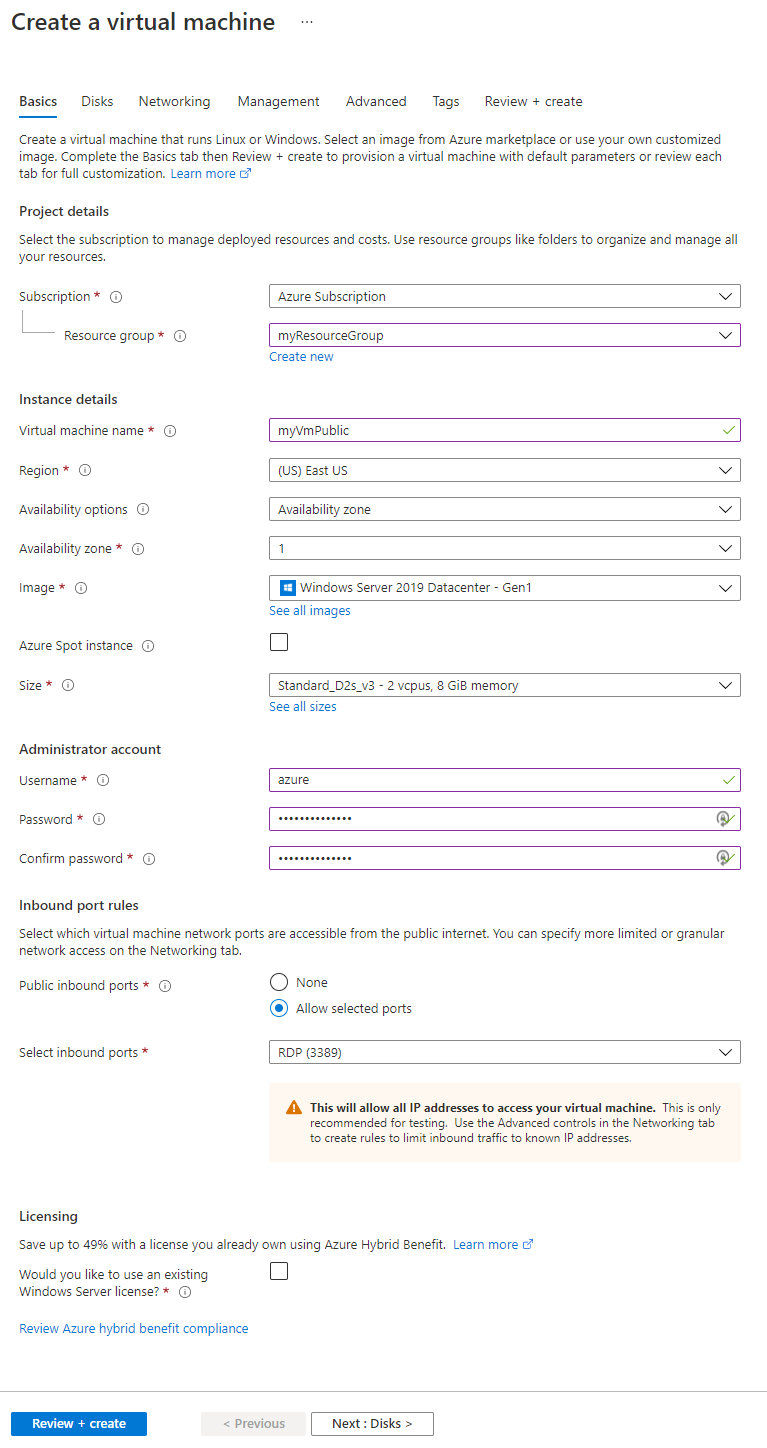 Create a virtual machine ...
Basics Disks Networking Management Advanced Tags Review + create
Create a virtual machine that runs Linux or Windows. Select an image from Azure marketplace or use your own customized
image. Complete the Basics tab then Review + create to provision a virtual machine with default parameters or review each
tab for full customization. Learn more
Project details
Select the subscription to manage deployed resources and costs. Use resource groups like folders to organize and manage all
your resources.
Subscription * Azure Subscription
Resource group * myResourceGroup
Create new
Instance details
Virtual machine name * myVmPublic
Region * (US) East US
Availability options Availability zone
Availability zone * 1
Image * Windows Server 2019 Datacenter - Gen1
See all images
Azure Spot instance
Size * Standard_D2s_v3 - 2 vcpus, 8 GiB memory
See all sizes
Administrator account
Username * azure
Password * ••••••••••••••
Confirm password * ••••••••••••••
Inbound port rules
Select which virtual machine network ports are accessible from the public internet. You can specify more limited or granular
network access on the Networking tab.
Public inbound ports * None
Allow selected ports
Select inbound ports * RDP (3389)
This will allow all IP addresses to access your virtual machine. This is only
recommended for testing. Use the Advanced controls in the Networking tab
to create rules to limit inbound traffic to known IP addresses.
Licensing
Save up to 49% with a license you already own using Azure Hybrid Benefit. Learn more
Would you like to use an existing
Windows Server license? *
Review Azure hybrid benefit compliance
Review + create < Previous Next : Disks >